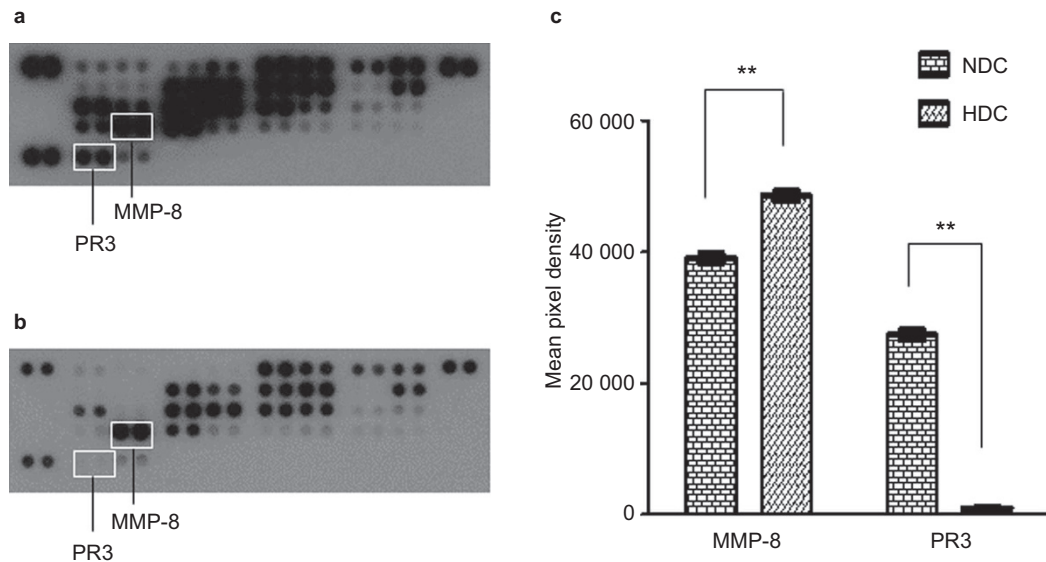 a
MMP-8
PR3
b
MMP-8
PR3
c
NDC
HDC
**
**
Mean pixel density
60 000
40 000
20 000
0
MMP-8
PR3